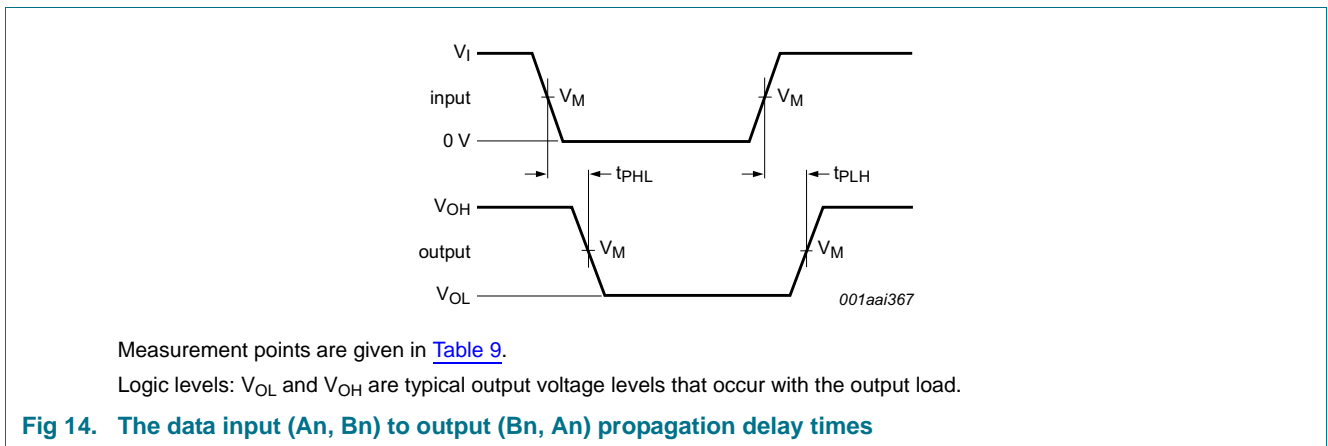 VI
input
VM
VM
0 V
tPHL
tPLH
VOH
output
VM
VM
VOL
001aai367
Measurement points are given in Table 9.
Logic levels: VOL and VOH are typical output voltage levels that occur with the output load.
Fig 14. The data input (An, Bn) to output (Bn, An) propagation delay times